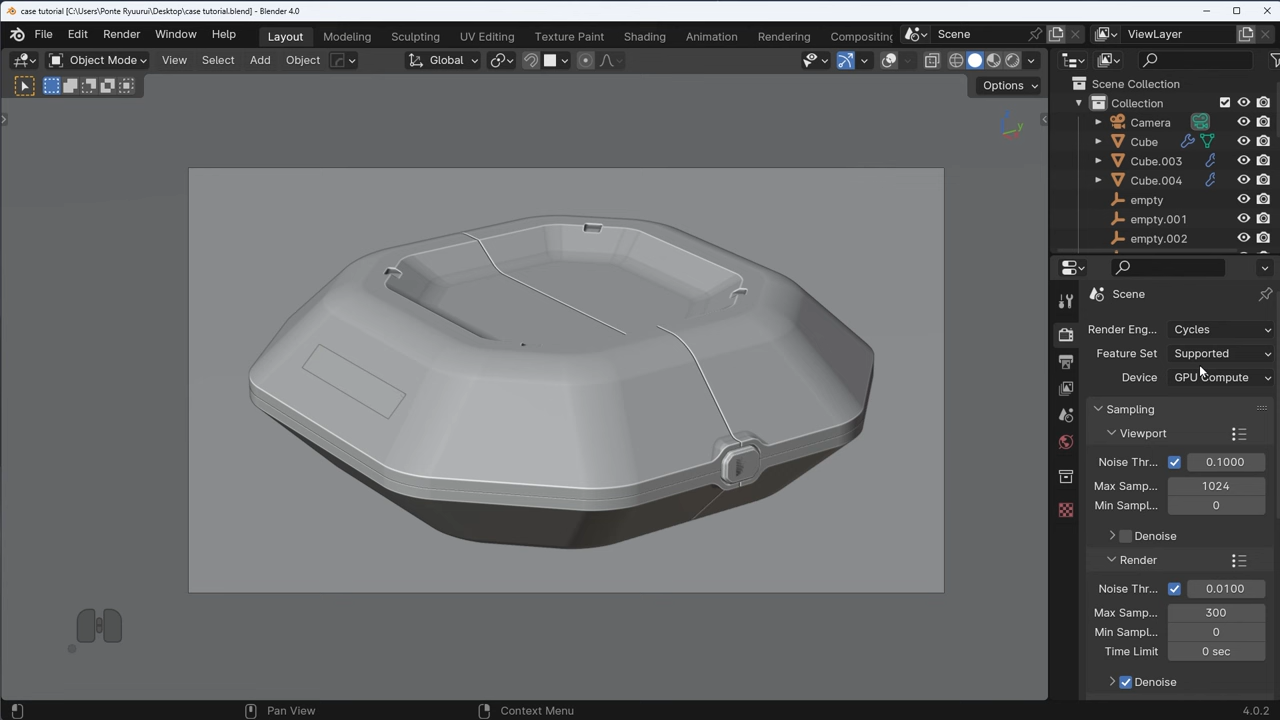 case tutorial [C:\Users\Ponte Ryuurui\Desktop\case tutorial.blend] - Blender 4.0
File Edit Render Window Help Layout Modeling Sculpting UV Editing Texture Paint Shading Animation Rendering Compositing Scene ViewLayer
Object Mode View Select Add Object Global
Options
y
Scene Collection
Collection
Camera
Cube
Cube.003
Cube.004
empty
empty.001
empty.002
Scene
Render Eng... Cycles
Feature Set Supported
Device GPU Compute
Sampling
Viewport
Noise Thr... 0.1000
Max Samp... 1024
Min Sampl... 0
Denoise
Render
Noise Thr... 0.0100
Max Samp... 300
Min Sampl... 0
Time Limit 0 sec
Denoise
Pan View Context Menu 4.0.2